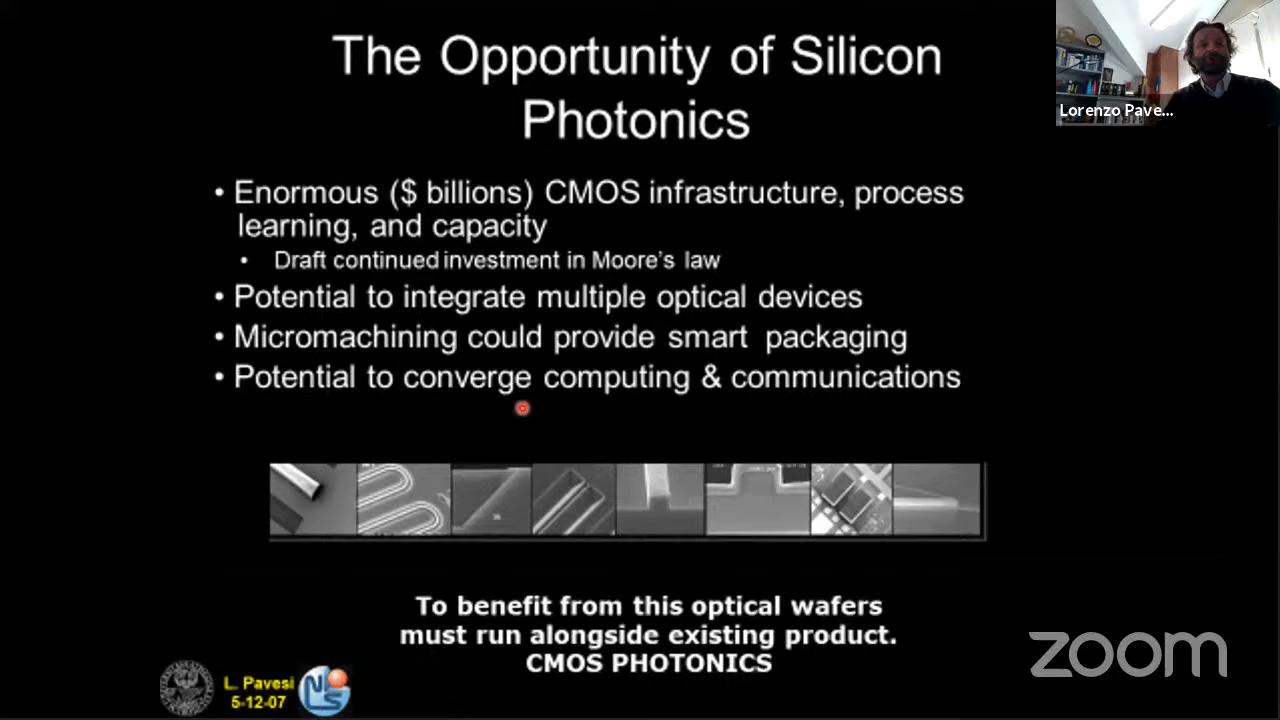 The Opportunity of Silicon
Photonics
Lorenzo Pave...
• Enormous ($ billions) CMOS infrastructure, process
learning, and capacity
• Draft continued investment in Moore's law
• Potential to integrate multiple optical devices
• Micromachining could provide smart packaging
• Potential to converge computing & communications
To benefit from this optical wafers
must run alongside existing product.
CMOS PHOTONICS
zoom
L. Pavesi
5-12-07